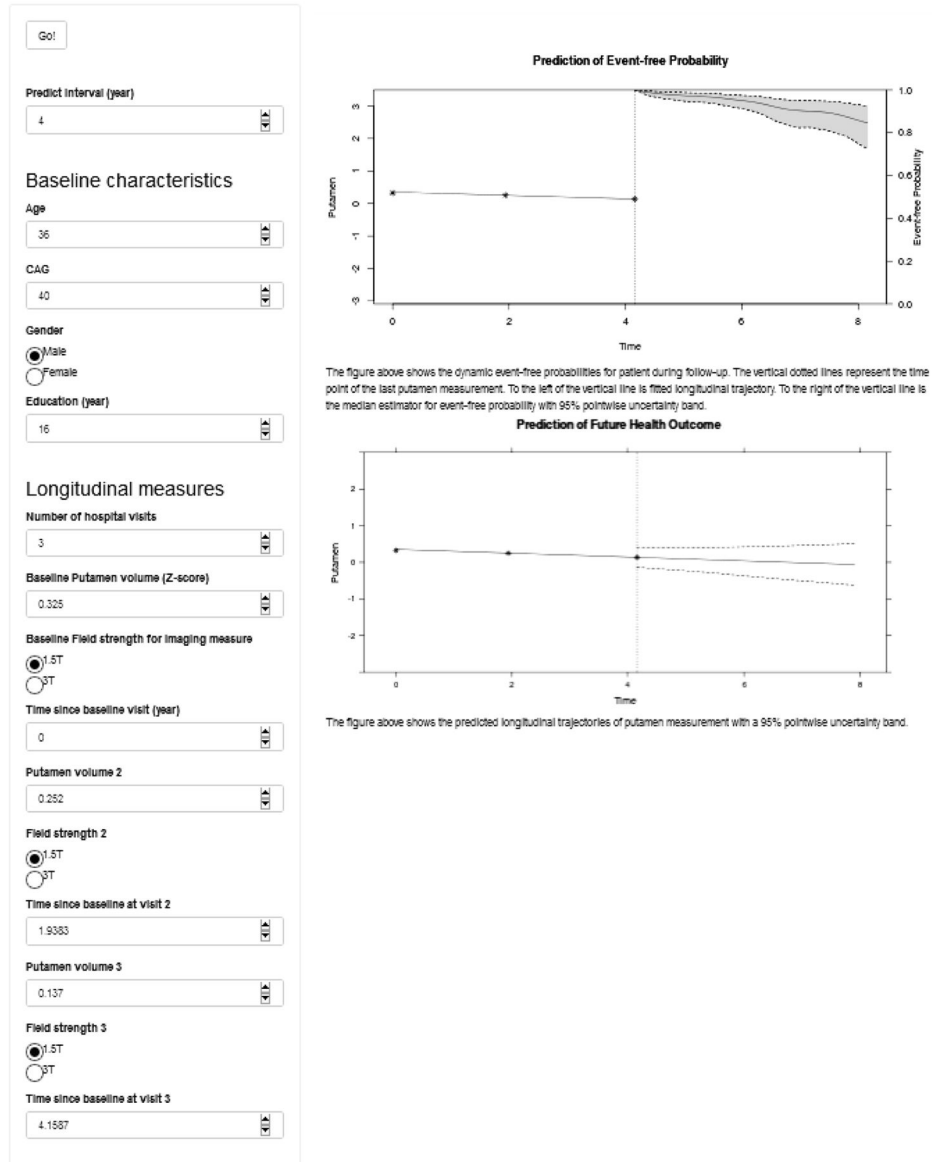 Go!
Predict Interval (year)
4
Baseline characteristics
Age
36
CAG
40
Gender
Male
Female
Education (year)
16
Longitudinal measures
Number of hospital visits
3
Baseline Putamen volume (Z-score)
0.325
Baseline Field strength for imaging measure
1.5T
3T
Time since baseline visit (year)
0
Putamen volume 2
0.252
Field strength 2
1.5T
3T
Time since baseline at visit 2
1.9383
Putamen volume 3
0.137
Field strength 3
1.5T
3T
Time since baseline at visit 3
4.1587
Prediction of Event-free Probability
3
2
1
0
-1
-2
-3
Putamen
1.0
0.8
0.6
0.4
0.2
0.0
Event-free Probability
0 2 4 6 8
Time
The figure above shows the dynamic event-free probabilities for patient during follow-up. The vertical dotted lines represent the time
point of the last putamen measurement. To the left of the vertical line is fitted longitudinal trajectory. To the right of the vertical line is
the median estimator for event-free probability with 95% pointwise uncertainty band.
Prediction of Future Health Outcome
2
1
0
-1
-2
Putamen
0 2 4 6 8
Time
The figure above shows the predicted longitudinal trajectories of putamen measurement with a 95% pointwise uncertainty band.